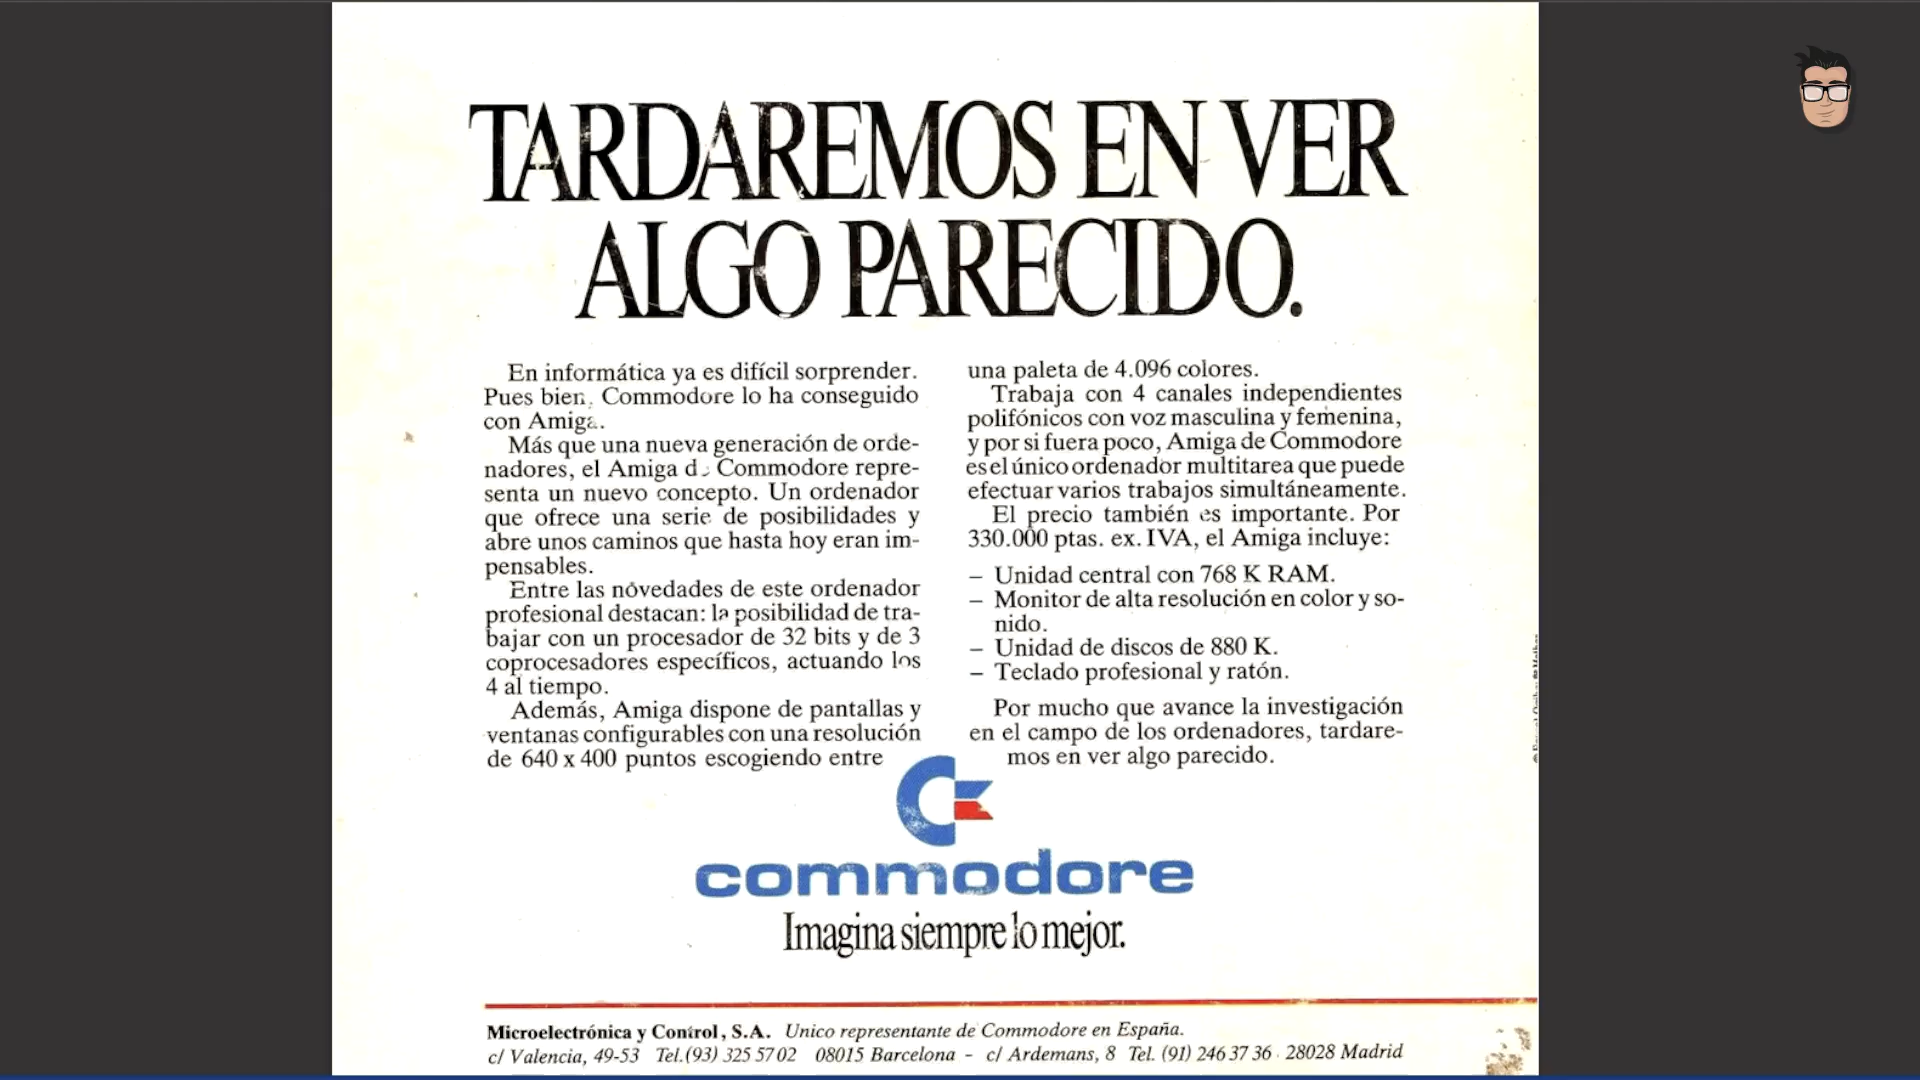 TARDAREMOS EN VER
ALGO PARECIDO.
En informática ya es difícil sorprender.
Pues bien, Commodore lo ha conseguido
con Amiga.
Más que una nueva generación de orde-
nadores, el Amiga de Commodore repre-
senta un nuevo concepto. Un ordenador
que ofrece una serie de posibilidades y
abre unos caminos que hasta hoy eran im-
pensables.
Entre las novedades de este ordenador
profesional destacan: la posibilidad de tra-
bajar con un procesador de 32 bits y de 3
coprocesadores específicos, actuando los
4 al tiempo.
Además, Amiga dispone de pantallas y
ventanas configurables con una resolución
de 640 x 400 puntos escogiendo entre
una paleta de 4.096 colores.
Trabaja con 4 canales independientes
polifónicos con voz masculina y femenina,
y por si fuera poco, Amiga de Commodore
es el único ordenador multitarea que puede
efectuar varios trabajos simultáneamente.
El precio también es importante. Por
330.000 ptas. ex. IVA, el Amiga incluye:
– Unidad central con 768 K RAM.
– Monitor de alta resolución en color y so-
nido.
– Unidad de discos de 880 K.
– Teclado profesional y ratón.
Por mucho que avance la investigación
en el campo de los ordenadores, tardare-
mos en ver algo parecido.
commodore
Imagina siempre lo mejor.
Microelectrónica y Control, S.A. Unico representante de Commodore en España.
c/ Valencia, 49-53 Tel.(93) 325 57 02 08015 Barcelona - c/ Ardemans, 8 Tel. (91) 246 37 36 28028 Madrid